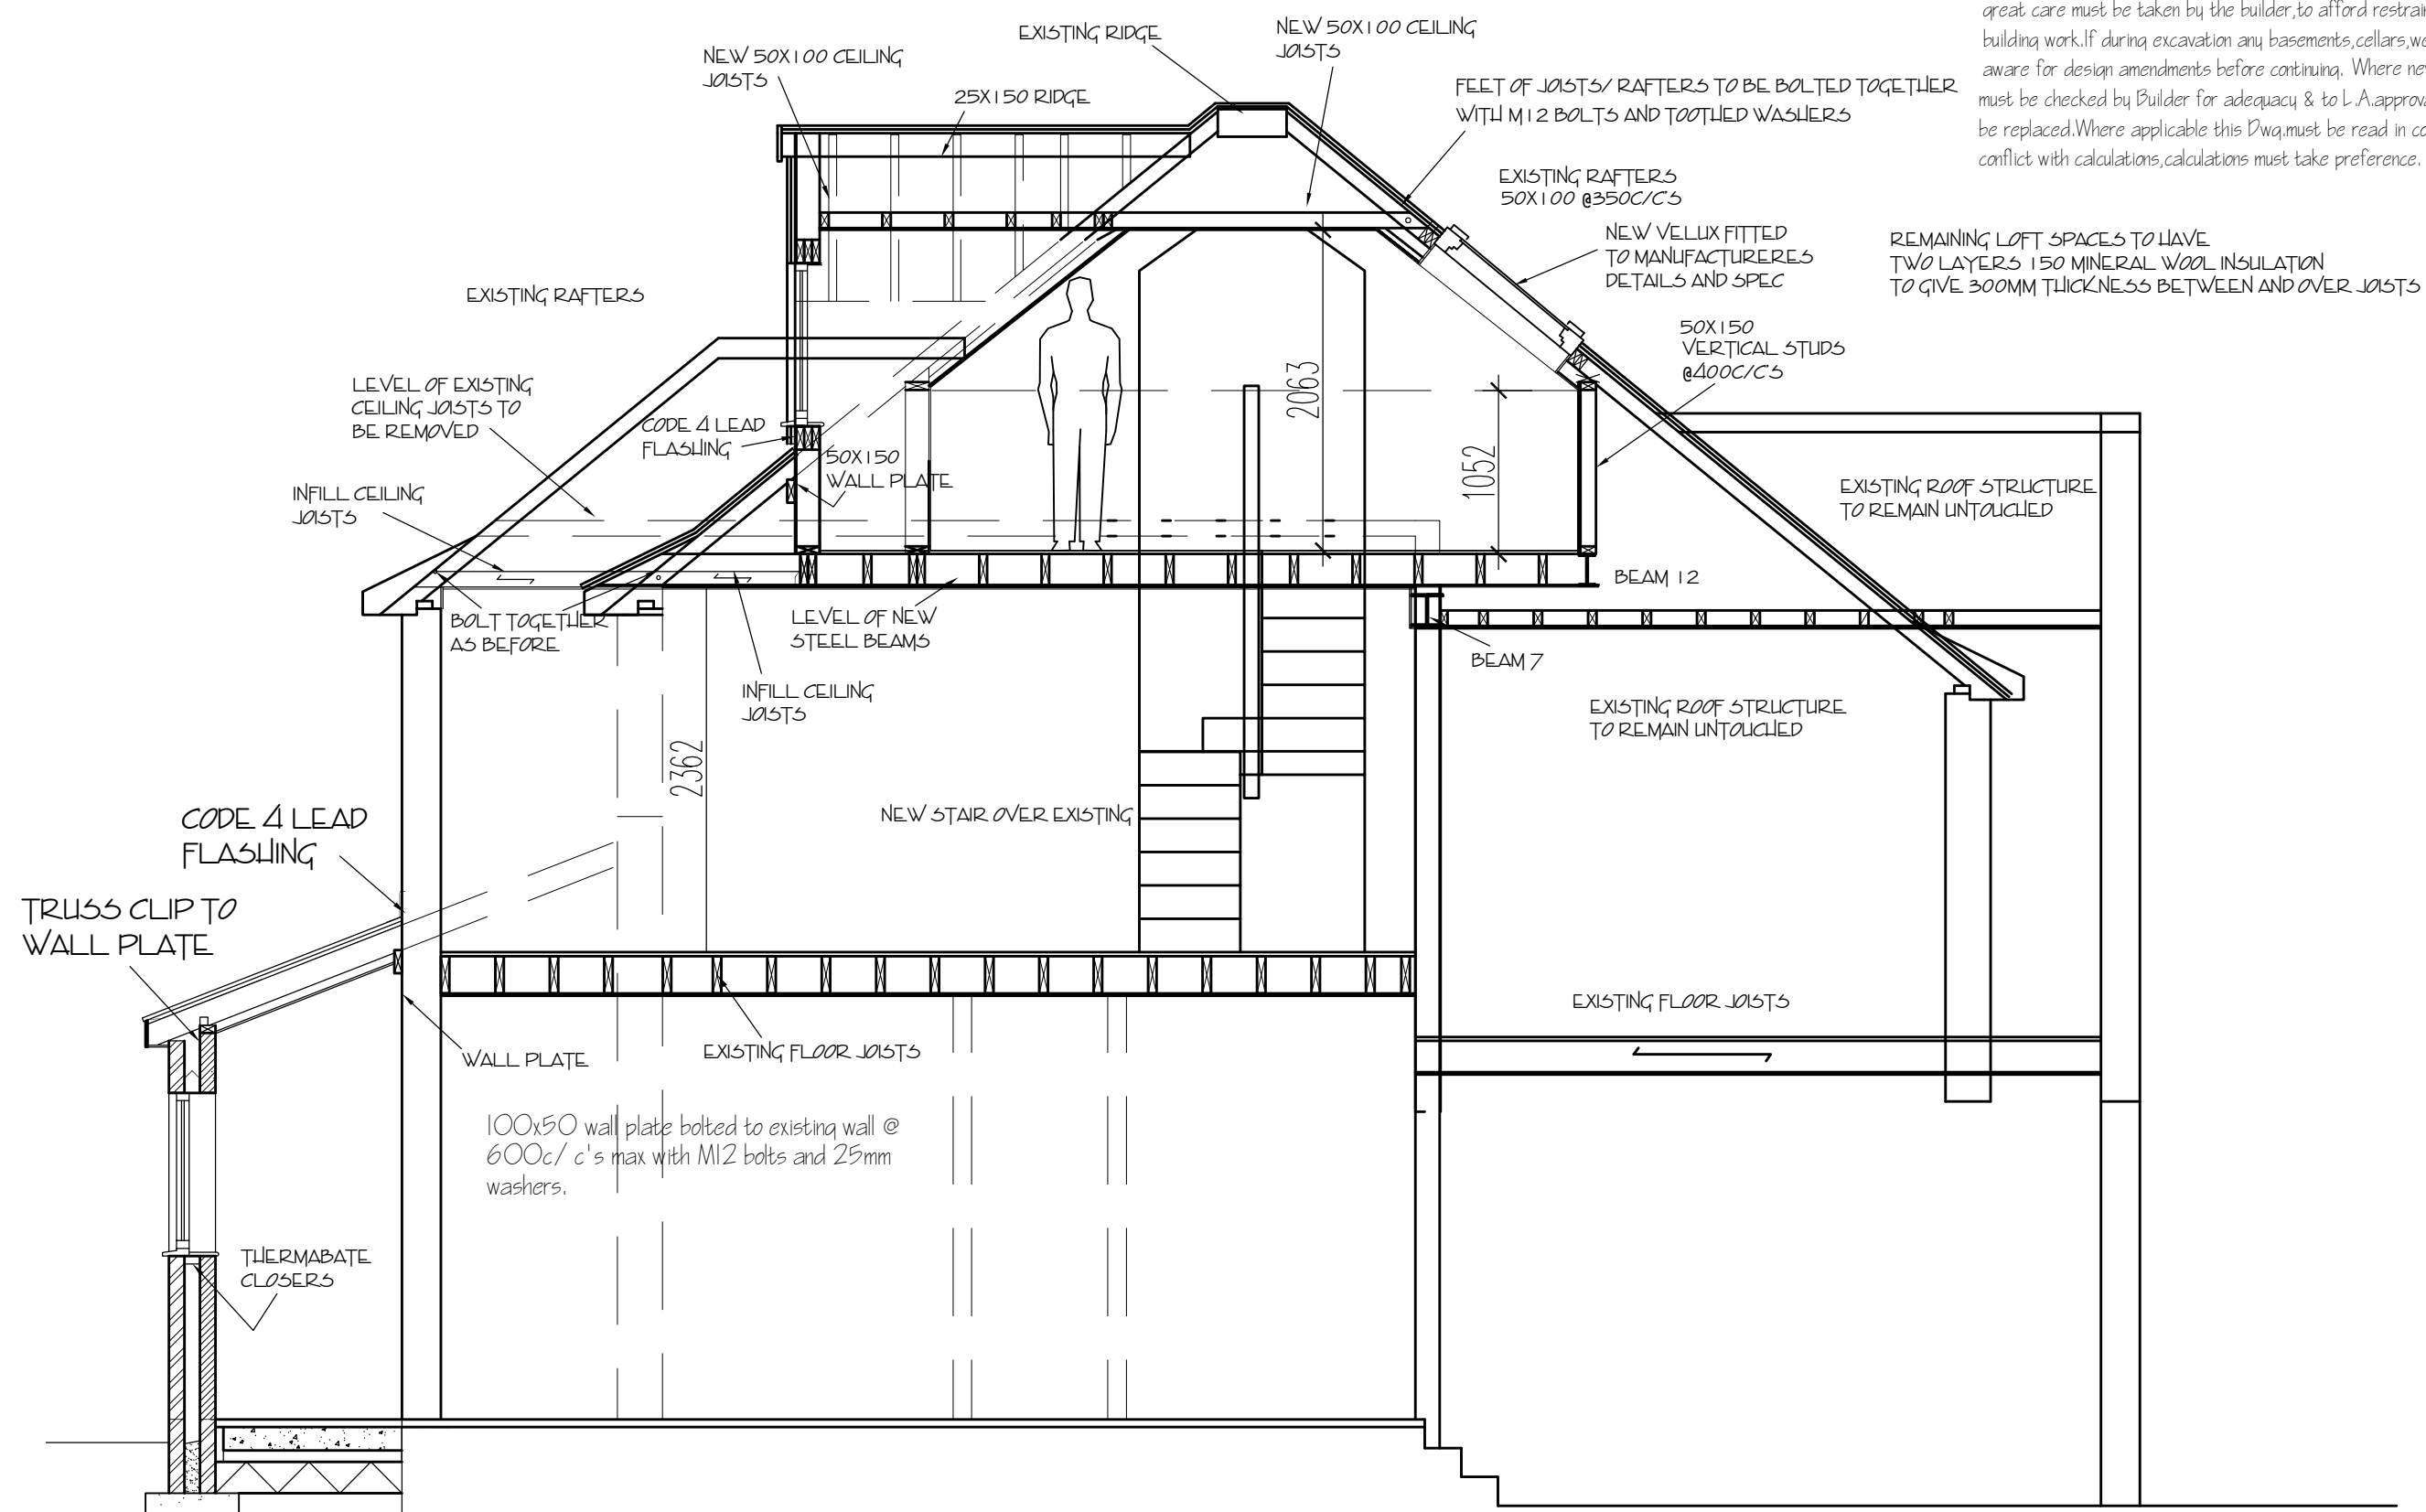 great care must be taken by the builder,to afford
building work.If during excavation any basements,cellars,
aware for design amendments before continuing. Where
must be checked by Builder for adequacy & to L.A.
be replaced.Where applicable this Dwg.must be read in
conflict with calculations,calculations must take preference.
EXISTING RIDGE
NEW 50X100 CEILING
JOISTS
NEW 50X100 CEILING
JOISTS
25X150 RIDGE
FEET OF JOISTS/ RAFTERS TO BE BOLTED TOGETHER
WITH M12 BOLTS AND TOOTHED WASHERS
EXISTING RAFTERS
50X100 @350C/C'S
NEW VELUX FITTED
TO MANUFACTURERES
DETAILS AND SPEC
REMAINING LOFT SPACES TO HAVE
TWO LAYERS 150 MINERAL WOOL INSULATION
TO GIVE 300MM THICKNESS BETWEEN AND OVER JOISTS
EXISTING RAFTERS
50X150
VERTICAL STUDS
@400C/C'S
LEVEL OF EXISTING
CEILING JOISTS TO
BE REMOVED
CODE 4 LEAD
FLASHING
50X150
WALL PLATE
2063
1052
INFILL CEILING
JOISTS
EXISTING ROOF STRUCTURE
TO REMAIN UNTOUCHED
BEAM 12
BOLT TOGETHER
AS BEFORE
LEVEL OF NEW
STEEL BEAMS
BEAM 7
INFILL CEILING
JOISTS
EXISTING ROOF STRUCTURE
TO REMAIN UNTOUCHED
2362
CODE 4 LEAD
FLASHING
NEW STAIR OVER EXISTING
TRUSS CLIP TO
WALL PLATE
EXISTING FLOOR JOISTS
WALL PLATE
EXISTING FLOOR JOISTS
100x50 wall plate bolted to existing wall @
600c/ c's max with M12 bolts and 25mm
washers.
THERMABATE
CLOSERS